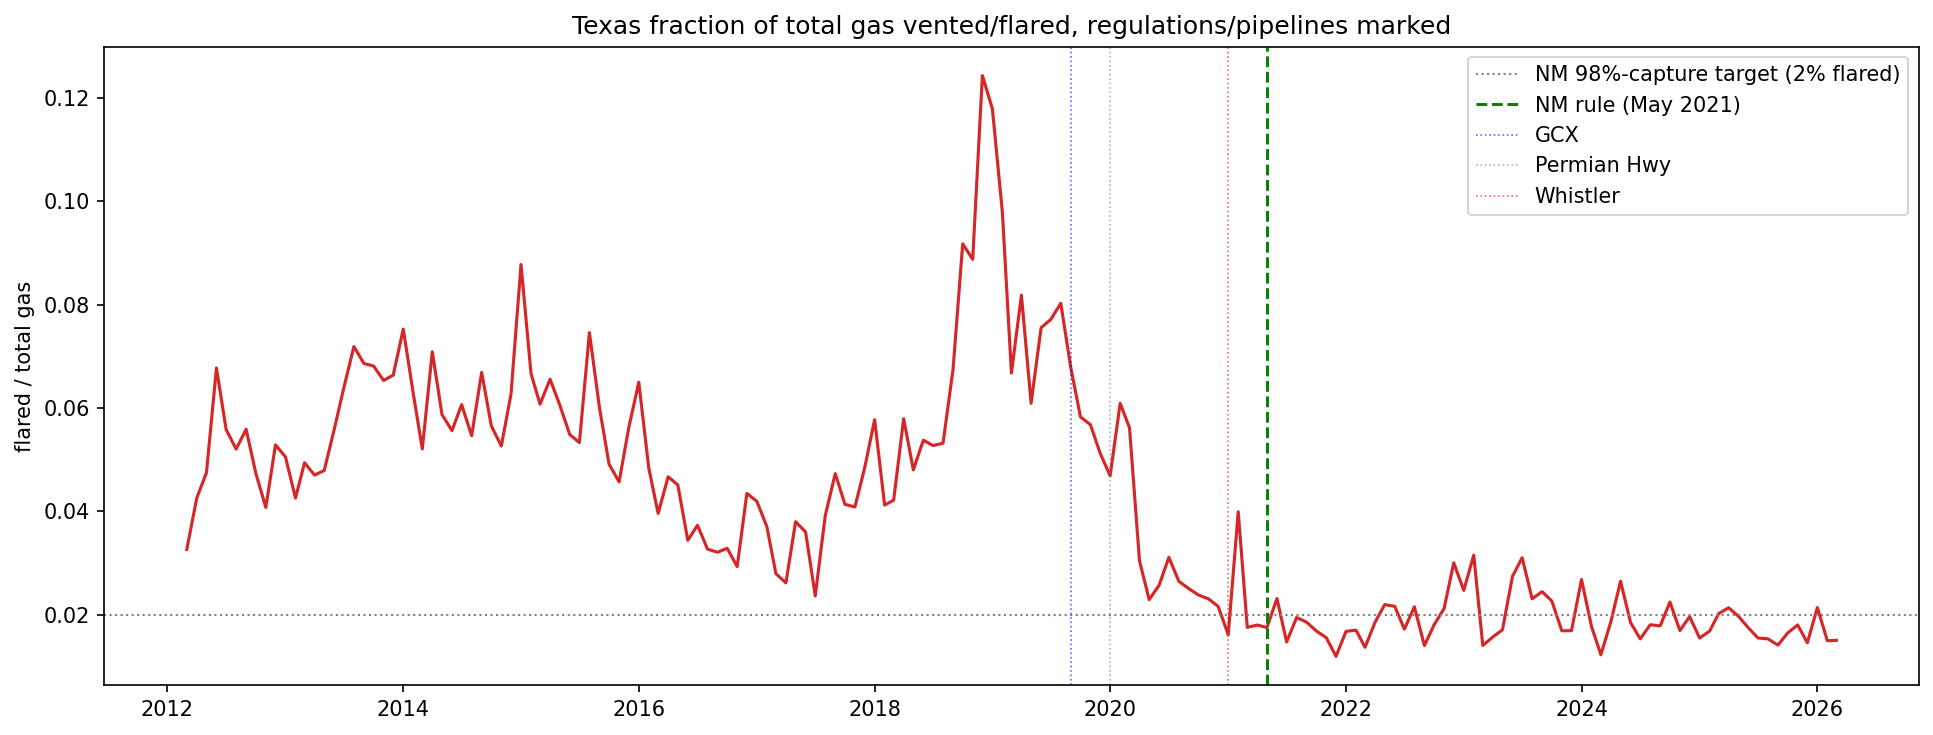 Texas fraction of total gas vented/flared, regulations/pipelines marked
flared / total gas
0.12
0.10
0.08
0.06
0.04
0.02
2012
2014
2016
2018
2020
2022
2024
2026
NM 98%-capture target (2% flared)
NM rule (May 2021)
GCX
Permian Hwy
Whistler